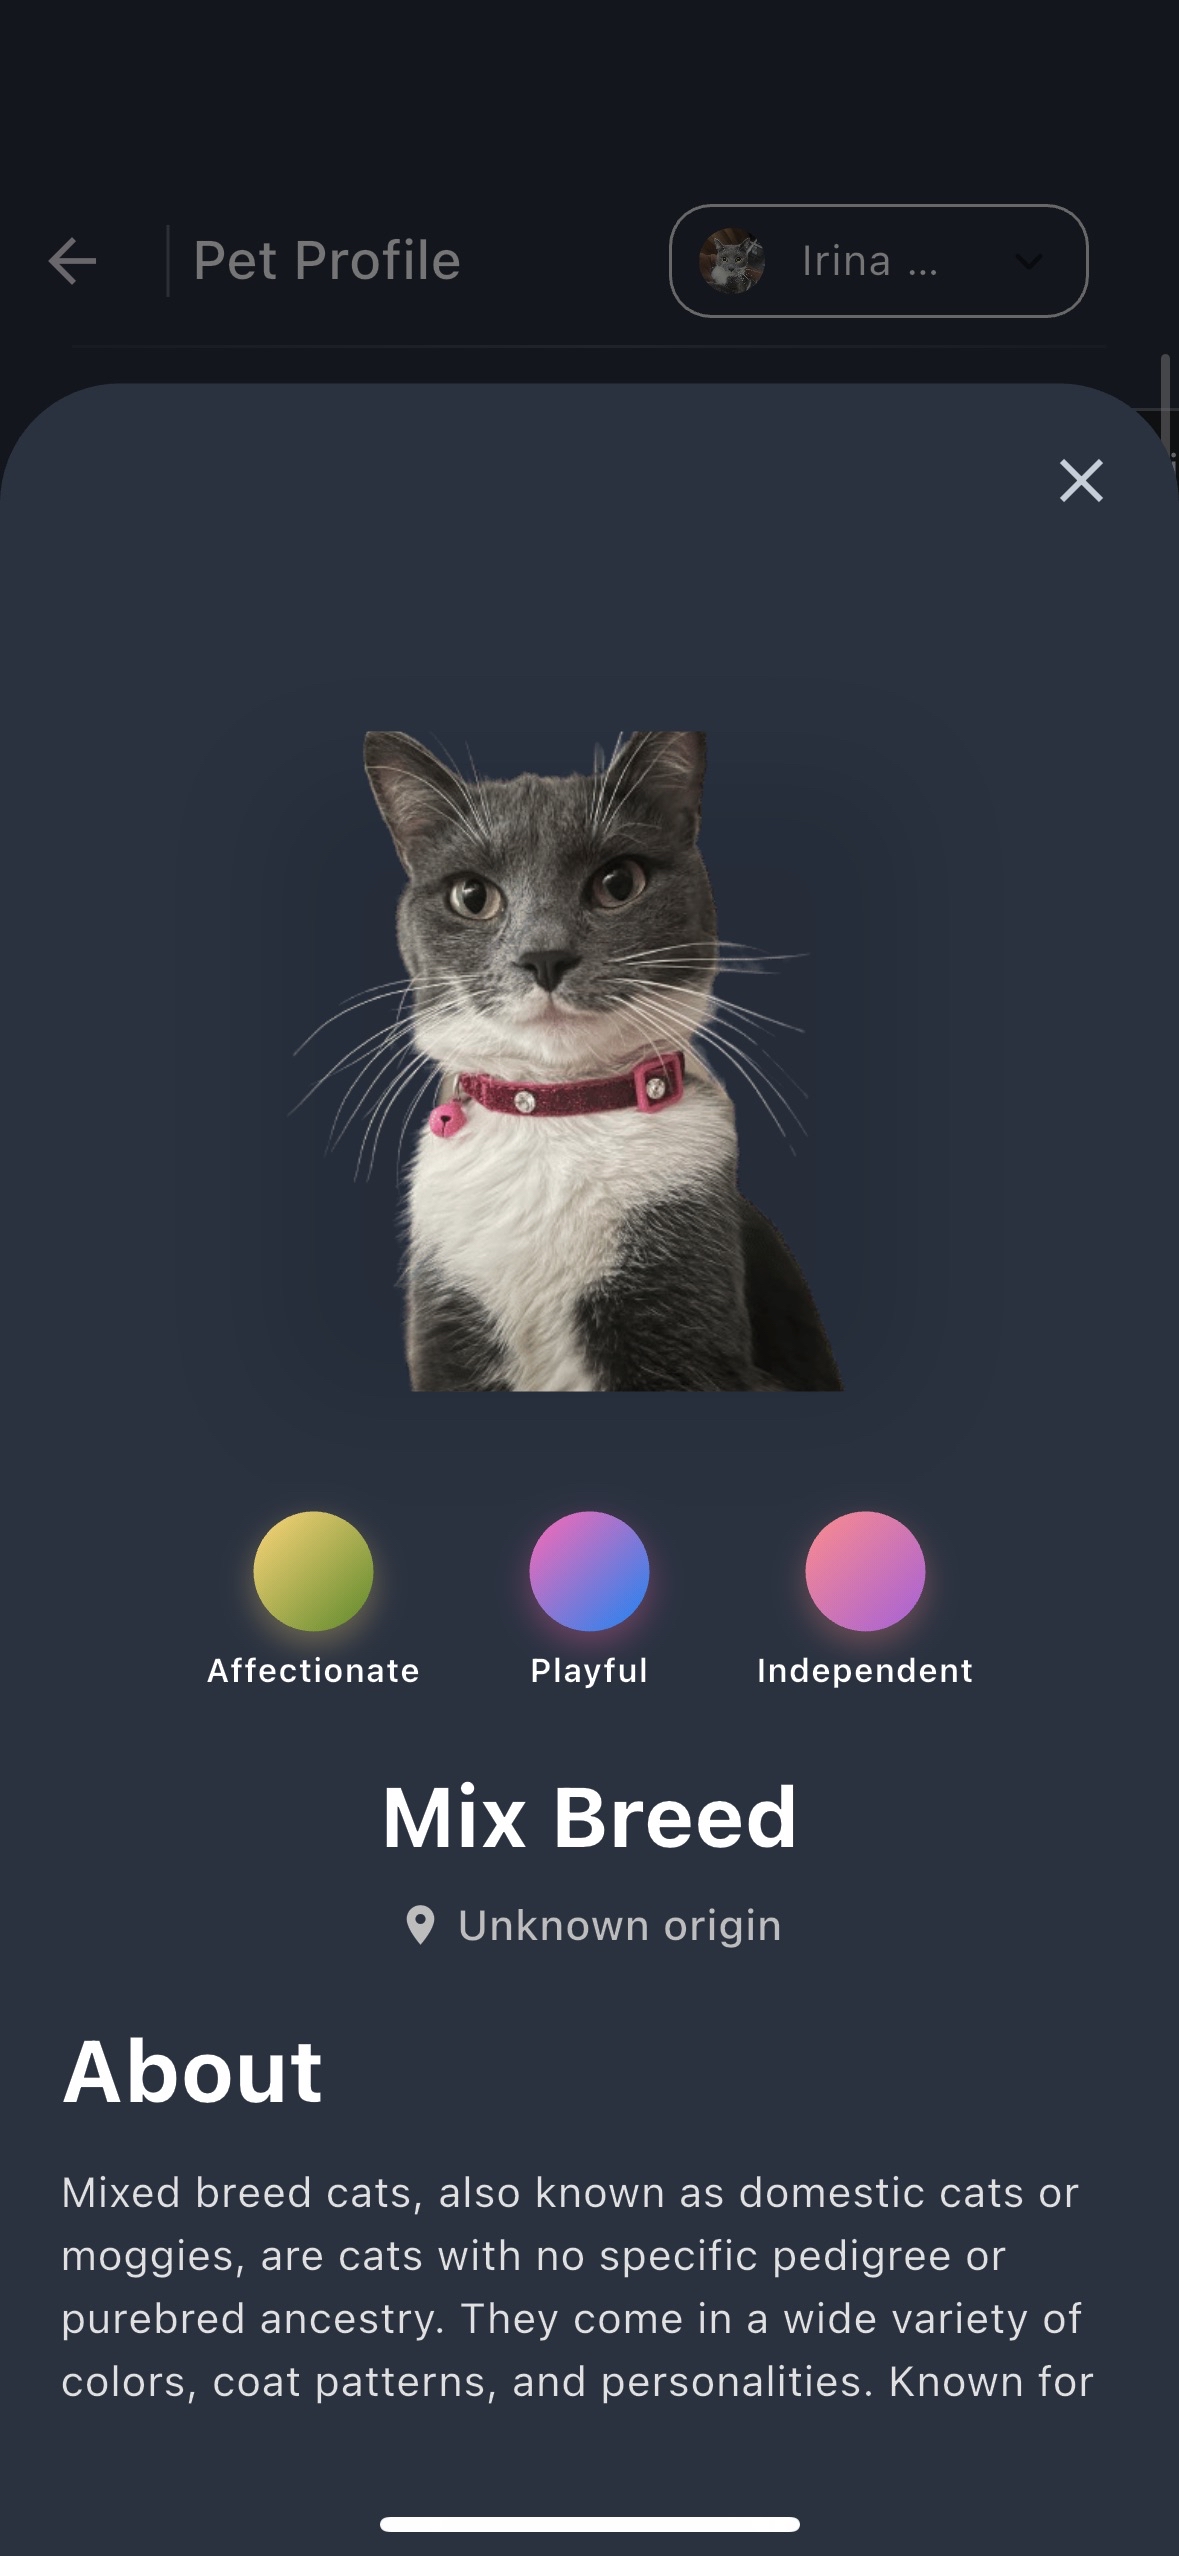 Pet Profile
Irina ...
Affectionate
Playful
Independent
Mix Breed
Unknown origin
About
Mixed breed cats, also known as domestic cats or
moggies, are cats with no specific pedigree or
purebred ancestry. They come in a wide variety of
colors, coat patterns, and personalities. Known for